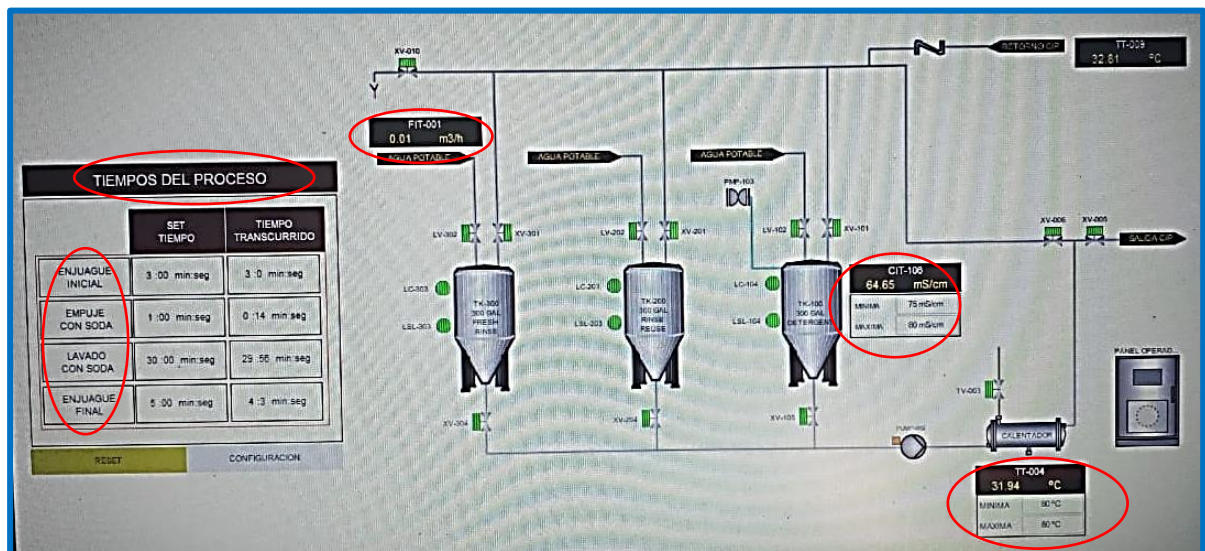 XV-010
RETORNO CIP
TT-009
32.81 ºC
FIT-001
0.01 m3/h
AGUA POTABLE
AGUA POTABLE
AGUA POTABLE
PMP-103
TIEMPOS DEL PROCESO
SET TIEMPO
TIEMPO TRANSCURRIDO
ENJUAGUE INICIAL
3 :00 min:seg
3 :0 min:seg
EMPUJE CON SODA
1 :00 min:seg
0 :14 min:seg
LAVADO CON SODA
30 :00 min:seg
29 :56 min:seg
ENJUAGUE FINAL
5 :00 min:seg
4 :3 min:seg
RESET
CONFIGURACION
LV-302
XV-301
LV-202
XV-201
LV-102
XV-101
XV-006
XV-005
SALIDA CIP
LC-303
LSL-303
TK-300
300 GAL
FRESH
RINSE
LC-203
LSL-203
TK-200
300 GAL
RINSE
REUSE
LC-104
LSL-104
TK-100
300 GAL
DETERGENT
CIT-106
64.65 mS/cm
MINIMA 75 mS/cm
MAXIMA 80 mS/cm
PANEL OPERAD...
TV-003
XV-304
XV-204
XV-105
CALENTADOR
TT-004
31.94 ºC
MINIMA
MAXIMA